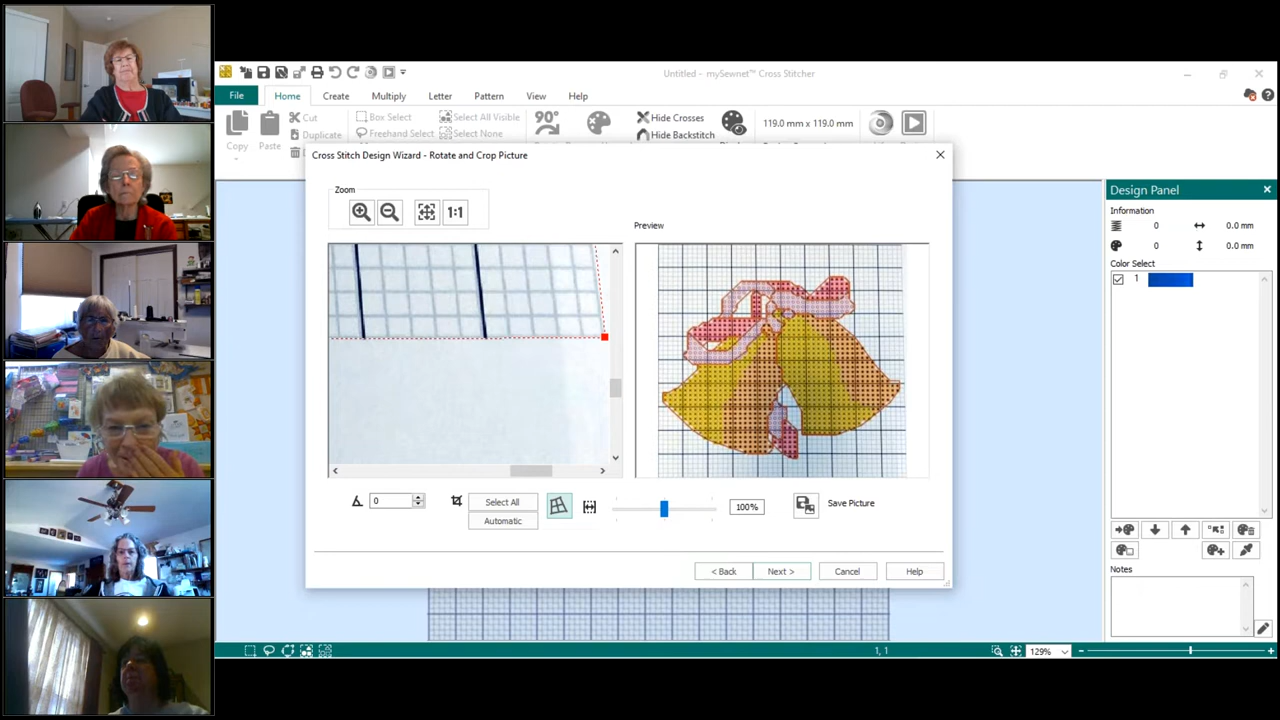 Untitled - mySewnet™ Cross Stitcher
File Home Create Multiply Letter Pattern View Help
Copy
Paste
Cut
Duplicate
Box Select
Freehand Select
Select All Visible
Select None
90°
Hide Crosses
Hide Backstitch
119.0 mm x 119.0 mm
Cross Stitch Design Wizard - Rotate and Crop Picture
Zoom
1:1
Preview
0
Select All
Automatic
100%
Save Picture
< Back
Next >
Cancel
Help
Design Panel
Information
0 0.0 mm
0 0.0 mm
Color Select
1
Notes
1, 1
129%